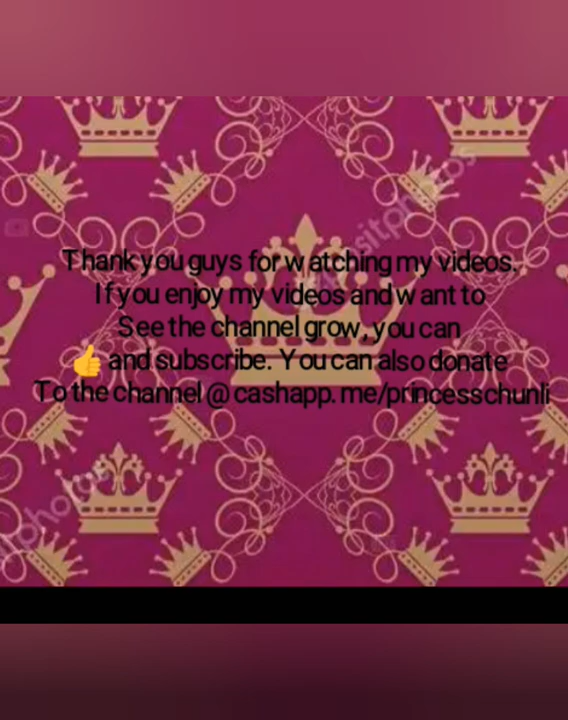 Thank you guys for watching my videos.
If you enjoy my videos and want to
See the channel grow, you can
👍 and subscribe. You can also donate
To the channel @ cashapp.me/princesschunli